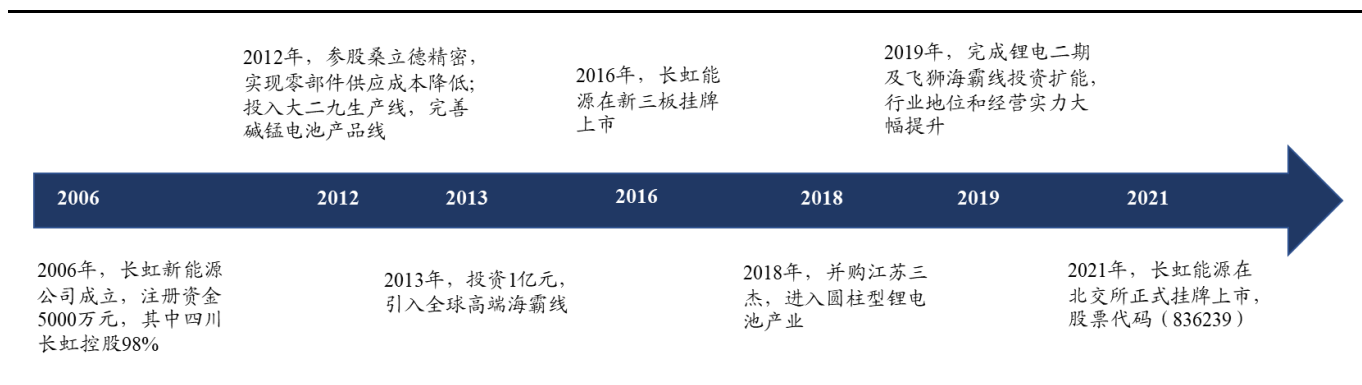 2012年，参股桑立德精密，
实现零部件供应成本降低；
投入大二九生产线，完善
碱锰电池产品线
2016年，长虹能
源在新三板挂牌
上市
2019年，完成锂电二期
及飞狮海霸线投资扩能，
行业地位和经营实力大
幅提升
2006
2012
2013
2016
2018
2019
2021
2006年，长虹新能源
公司成立，注册资金
5000万元，其中四川
长虹控股98%
2013年，投资1亿元，
引入全球高端海霸线
2018年，并购江苏三
杰，进入圆柱型锂电
池产业
2021年，长虹能源在
北交所正式挂牌上市，
股票代码（836239）